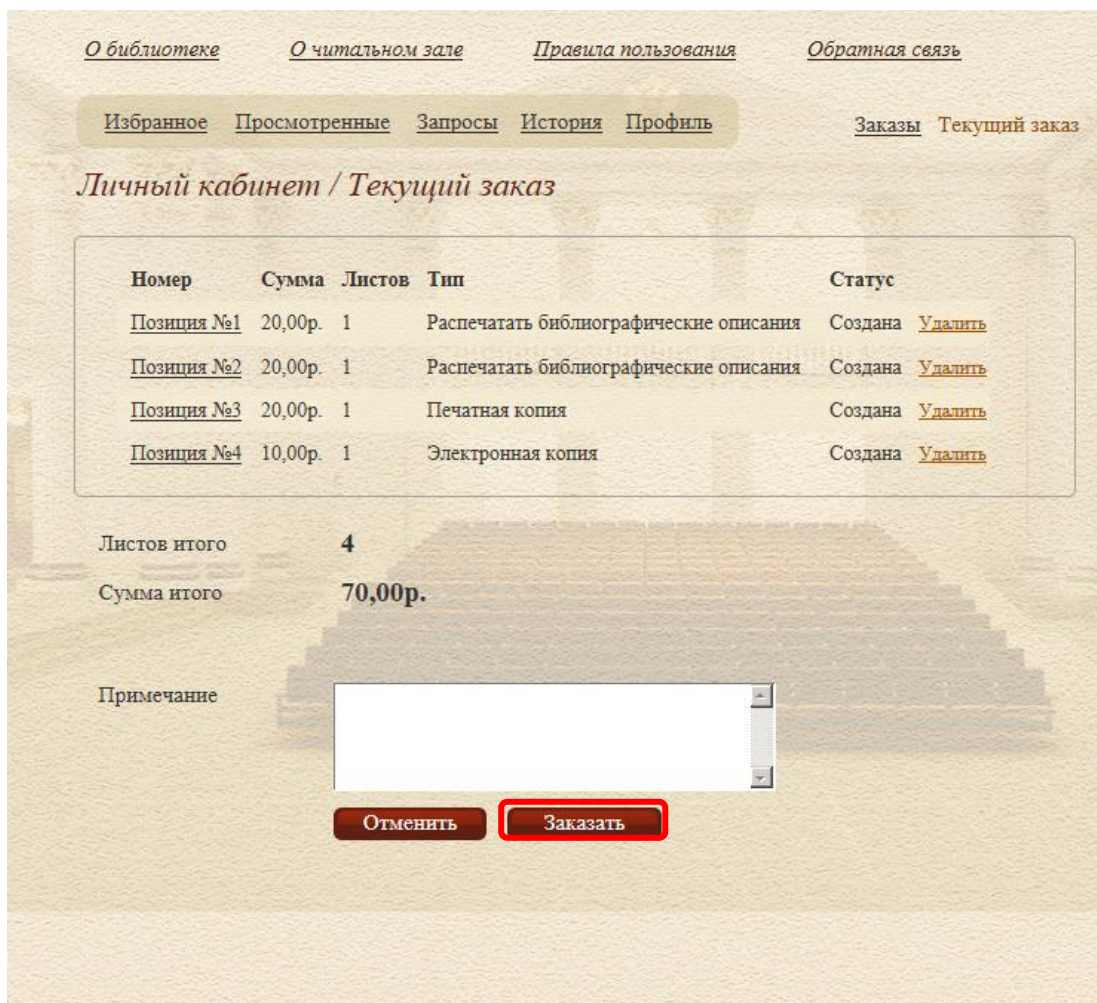 О библиотеке О читальном зале Правила пользования Обратная связь
Избранное Просмотренные Запросы История Профиль Заказы Текущий заказ
Личный кабинет / Текущий заказ
Номер Сумма Листов Тип Статус
Позиция №1 20,00р. 1 Распечатать библиографические описания Создана Удалить
Позиция №2 20,00р. 1 Распечатать библиографические описания Создана Удалить
Позиция №3 20,00р. 1 Печатная копия Создана Удалить
Позиция №4 10,00р. 1 Электронная копия Создана Удалить
Листов итого 4
Сумма итого 70,00р.
Примечание
Отменить Заказать